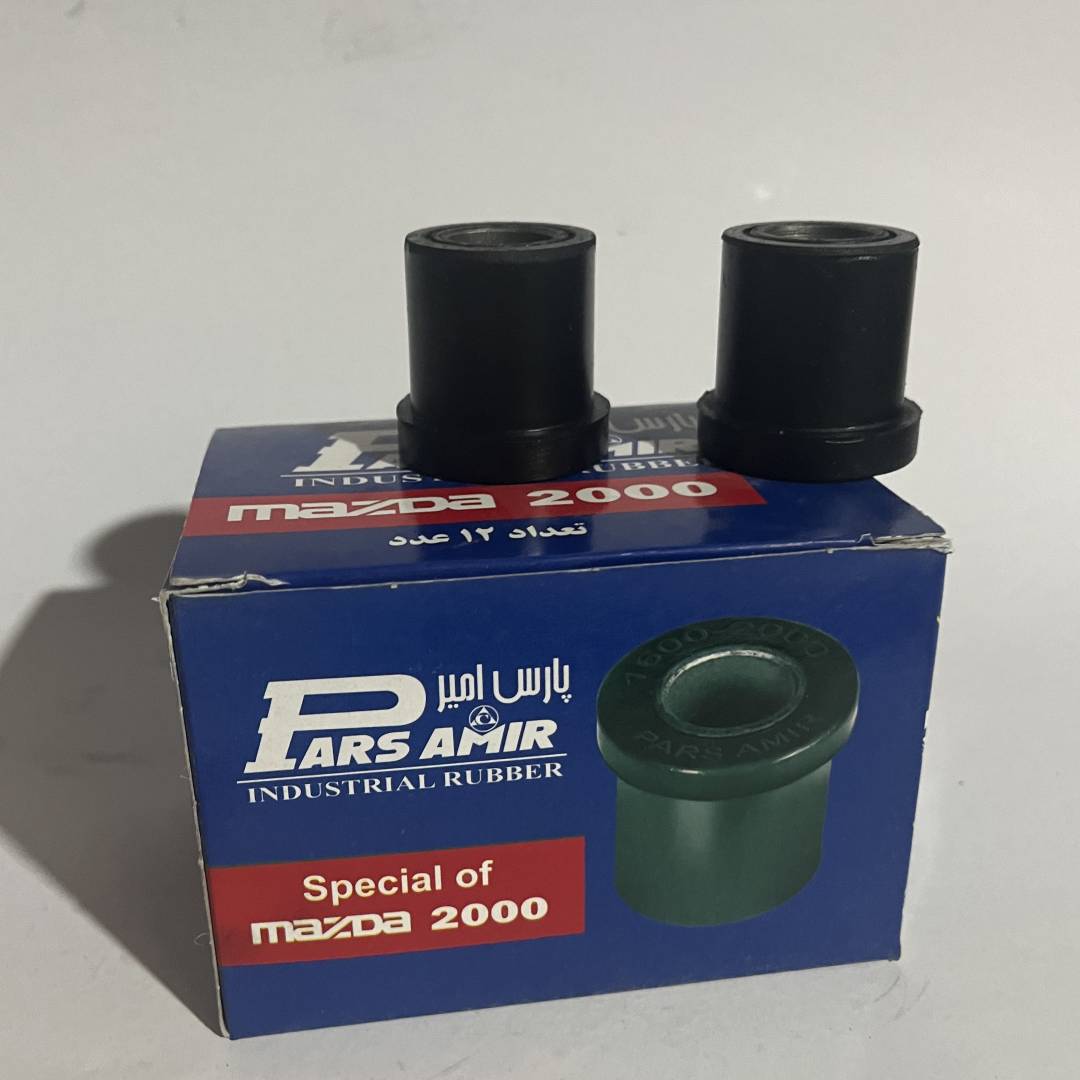 پارس
INDUSTRIAL RUBBER
mazda 2000
تعداد ۱۲ عدد
پارس امیر
PARS AMIR
INDUSTRIAL RUBBER
Special of
mazda 2000
1600-2000
PARS AMIR